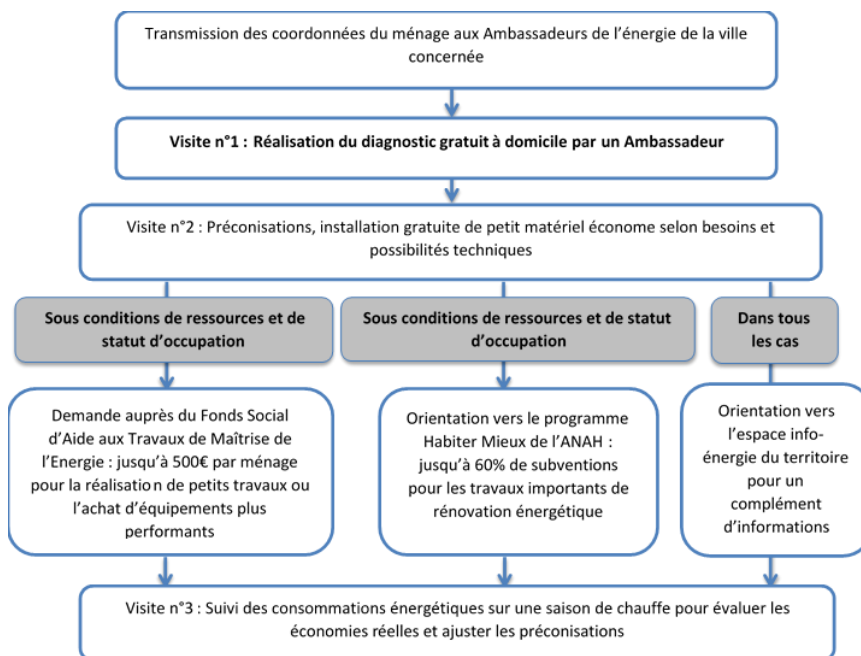 Transmission des coordonnées du ménage aux Ambassadeurs de l'énergie de la ville
concernée
Visite n°1 : Réalisation du diagnostic gratuit à domicile par un Ambassadeur
Visite n°2 : Préconisations, installation gratuite de petit matériel économe selon besoins et
possibilités techniques
Sous conditions de ressources et de
statut d'occupation
Sous conditions de ressources et de statut
d'occupation
Dans tous
les cas
Demande auprès du Fonds Social
d'Aide aux Travaux de Maîtrise de
l'Energie : jusqu'à 500€ par ménage
pour la réalisation de petits travaux ou
l'achat d'équipements plus
performants
Orientation vers le programme
Habiter Mieux de l'ANAH :
jusqu'à 60% de subventions
pour les travaux importants de
rénovation énergétique
Orientation vers
l'espace info-
énergie du territoire
pour un
complément
d'informations
Visite n°3 : Suivi des consommations énergétiques sur une saison de chauffe pour évaluer les
économies réelles et ajuster les préconisations